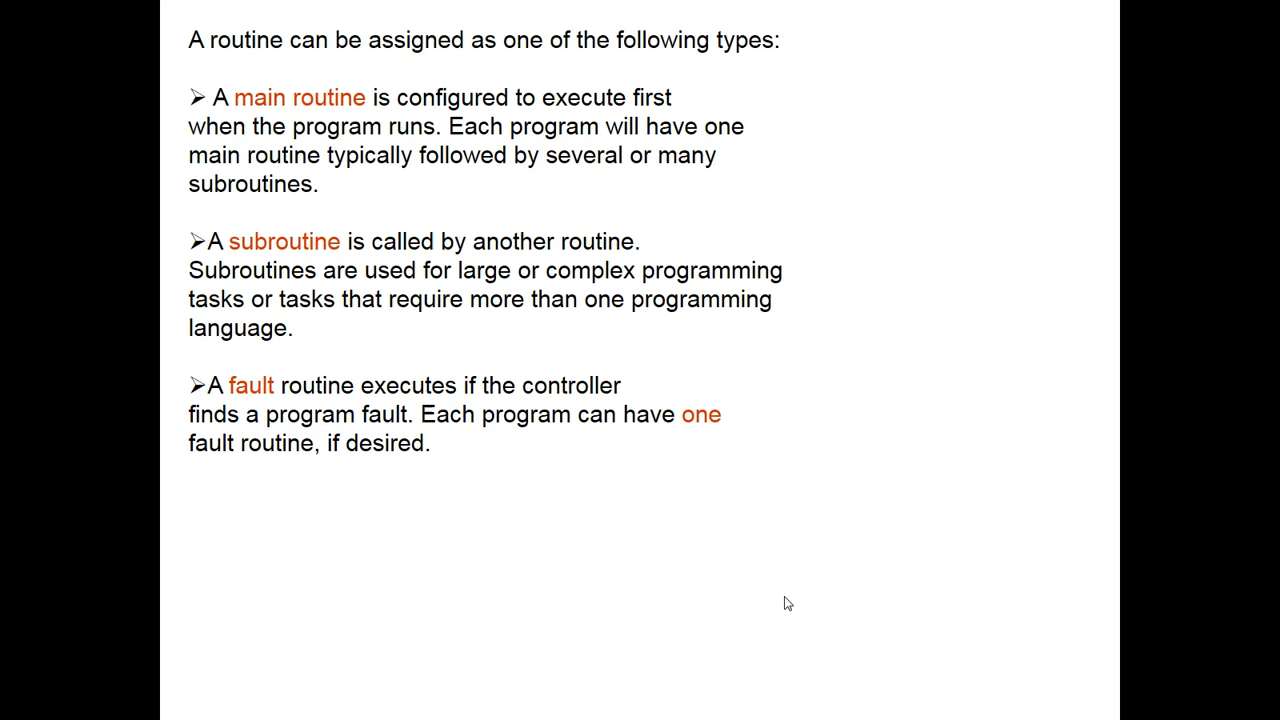 A routine can be assigned as one of the following types:
➢ A main routine is configured to execute first
when the program runs. Each program will have one
main routine typically followed by several or many
subroutines.
➢A subroutine is called by another routine.
Subroutines are used for large or complex programming
tasks or tasks that require more than one programming
language.
➢A fault routine executes if the controller
finds a program fault. Each program can have one
fault routine, if desired.